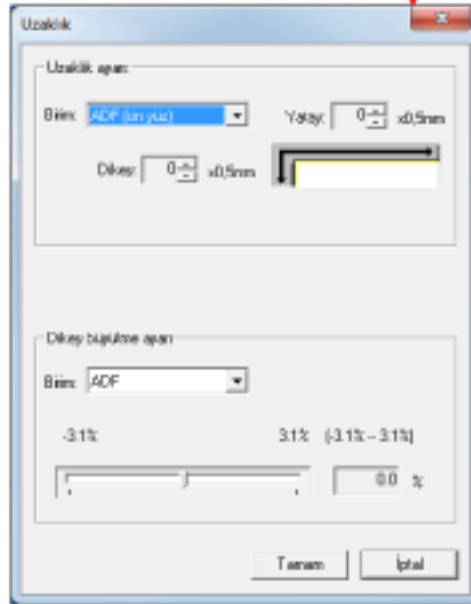 Uzaklık
Uzaklık ayarı
Birim: ADF (ön yüz) Yatay: 0 x0,5mm
Dikey: 0 x0,5mm
Dikey büyütme ayarı
Birim: ADF
-3.1% 3.1% (-3.1% – 3.1%)
0.0 %
Tamam İptal